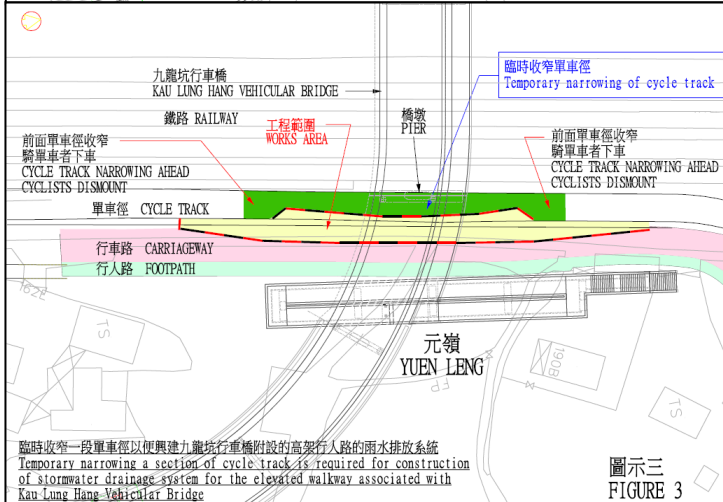 九龍坑行車橋
KAU LUNG HANG VEHICULAR BRIDGE
臨時收窄單車徑
Temporary narrowing of cycle track
鐵路 RAILWAY
工程範圍
WORKS AREA
橋墩
PIER
前面單車徑收窄
騎單車者下車
CYCLE TRACK NARROWING AHEAD
CYCLISTS DISMOUNT
前面單車徑收窄
騎單車者下車
CYCLE TRACK NARROWING AHEAD
CYCLISTS DISMOUNT
單車徑 CYCLE TRACK
行車路 CARRIAGEWAY
行人路 FOOTPATH
162E
TS
元嶺
YUEN LENG
FP
190B
TS
TS
臨時收窄一段單車徑以便興建九龍坑行車橋附設的高架行人路的雨水排放系統
Temporary narrowing a section of cycle track is required for construction
of stormwater drainage system for the elevated walkway associated with
Kau Lung Hang Vehicular Bridge
圖示三
FIGURE 3